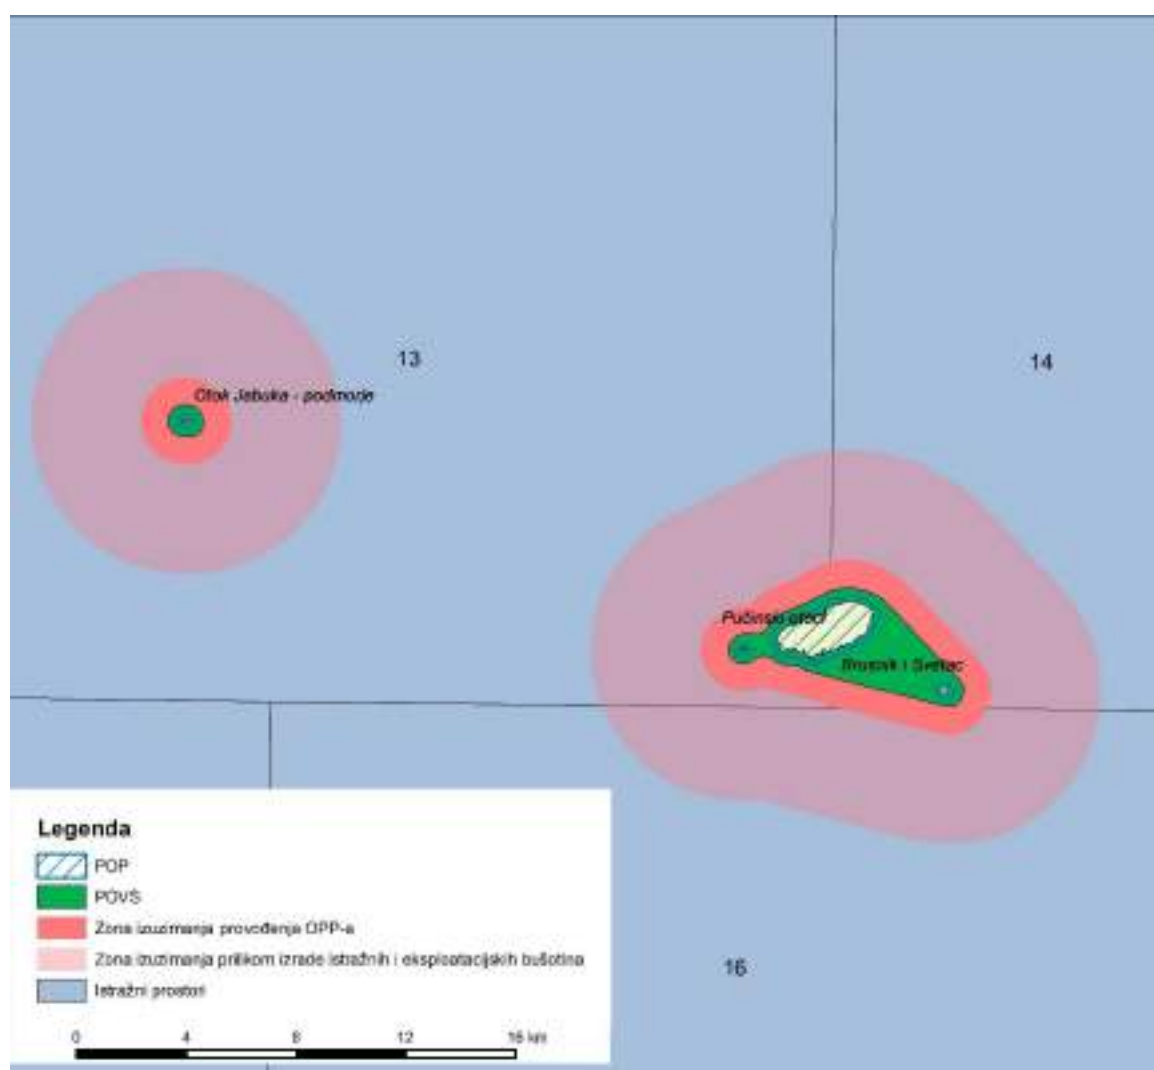 13
14
Otok Jabuka - podmorje
Pučinski otoci
Brusnik i Svetac
Legenda
POP
POVS
Zona izuzimanja provođenja OPP-a
Zona izuzimanja prilikom izrade istražnih i eksploatacijskih bušotina
Istražni prostori
16
0 4 8 12 16 km